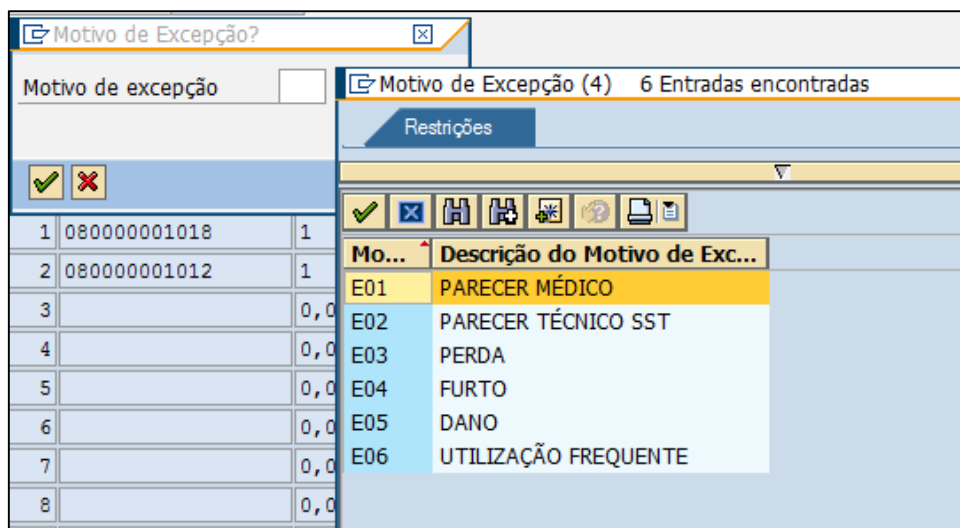 Motivo de Excepção?
Motivo de excepção
Motivo de Excepção (4) 6 Entradas encontradas
Restrições
Mo... Descrição do Motivo de Exc...
E01 PARECER MÉDICO
E02 PARECER TÉCNICO SST
E03 PERDA
E04 FURTO
E05 DANO
E06 UTILIZAÇÃO FREQUENTE
1 080000001018 1
2 080000001012 1
3 0,0
4 0,0
5 0,0
6 0,0
7 0,0
8 0,0